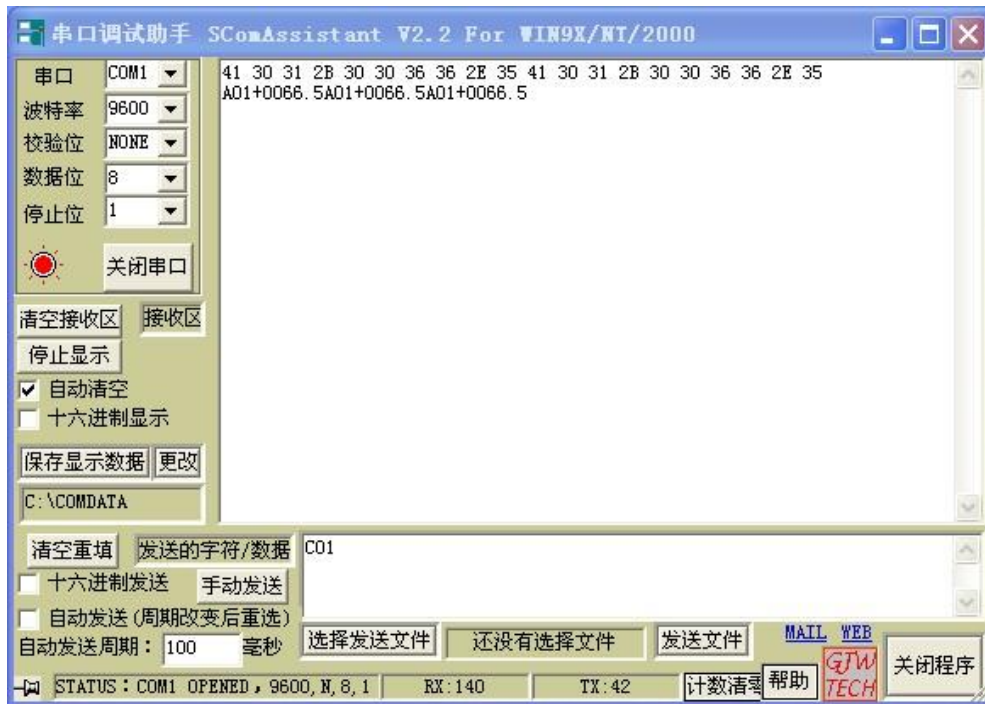 串口调试助手 SComAssistant V2.2 For WIN9X/NT/2000
串口 COM1
波特率 9600
校验位 NONE
数据位 8
停止位 1
关闭串口
清空接收区 接收区
停止显示
自动清空
十六进制显示
保存显示数据 更改
C:\COMDATA
41 30 31 2B 30 30 36 36 2E 35 41 30 31 2B 30 30 36 36 2E 35
A01+0066.5A01+0066.5A01+0066.5
清空重填 发送的字符/数据 C01
十六进制发送 手动发送
自动发送(周期改变后重选)
自动发送周期: 100 毫秒 选择发送文件 还没有选择文件 发送文件 MAIL WEB
GJW TECH
关闭程序
STATUS:COM1 OPENED,9600,N,8,1 RX:140 TX:42 计数清零 帮助